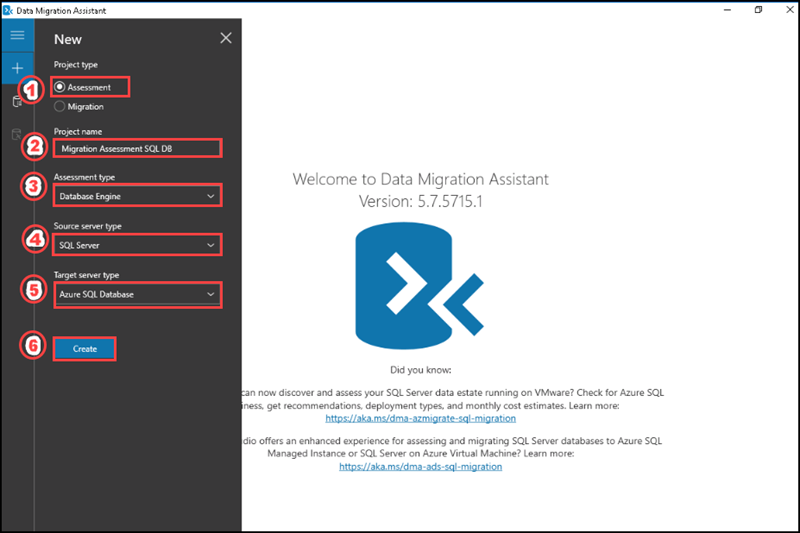 Data Migration Assistant
New
Project type
1 Assessment
Migration
Project name
2 Migration Assessment SQL DB
Assessment type
3 Database Engine
Source server type
4 SQL Server
Target server type
5 Azure SQL Database
6 Create
Welcome to Data Migration Assistant
Version: 5.7.5715.1
Did you know:
can now discover and assess your SQL Server data estate running on VMware? Check for Azure SQL
iness, get recommendations, deployment types, and monthly cost estimates. Learn more:
https://aka.ms/dma-azmigrate-sql-migration
dio offers an enhanced experience for assessing and migrating SQL Server databases to Azure SQL
Managed Instance or SQL Server on Azure Virtual Machine? Learn more:
https://aka.ms/dma-ads-sql-migration